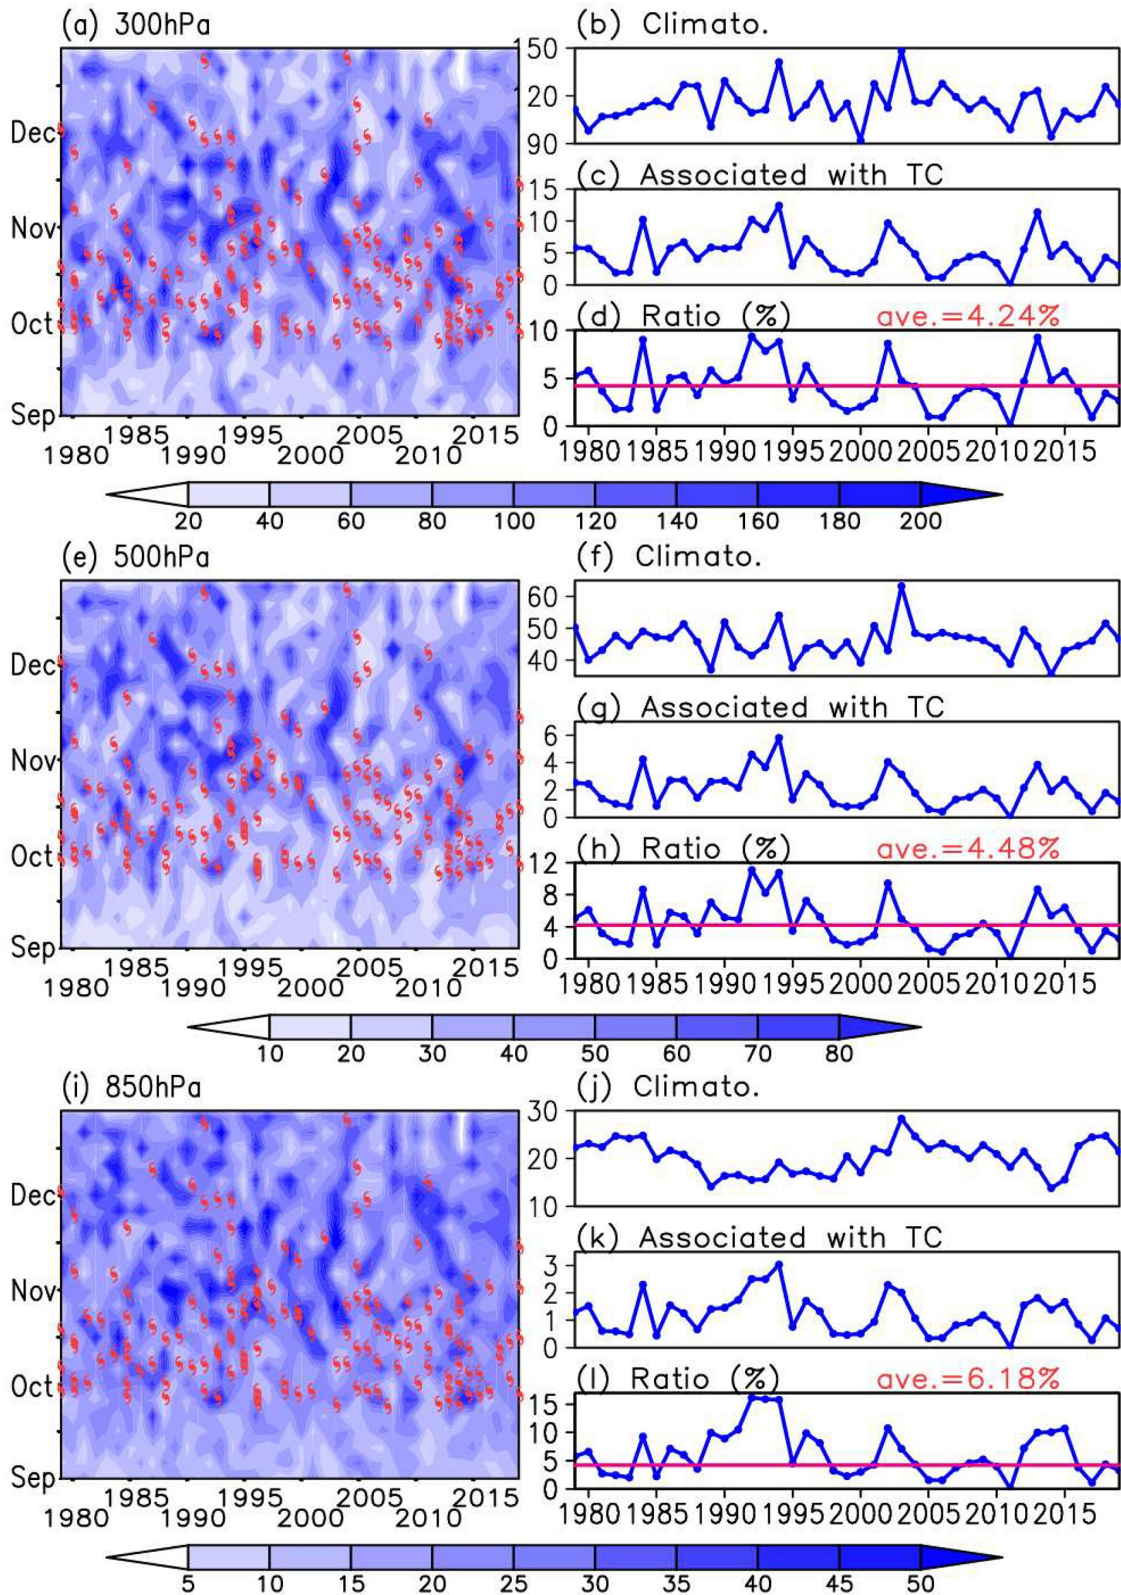 (a) 300hPa
Dec
Nov
Oct
Sep
1985 1995 2005 2015
1980 1990 2000 2010
(b) Climato.
150
120
90
(c) Associated with TC
15
10
5
0
(d) Ratio (%) ave.=4.24%
10
5
0
1980 1985 1990 1995 2000 2005 2010 2015
20 40 60 80 100 120 140 160 180 200
(e) 500hPa
Dec
Nov
Oct
Sep
1985 1995 2005 2015
1980 1990 2000 2010
(f) Climato.
60
50
40
(g) Associated with TC
6
4
2
0
(h) Ratio (%) ave.=4.48%
12
8
4
0
1980 1985 1990 1995 2000 2005 2010 2015
10 20 30 40 50 60 70 80
(i) 850hPa
Dec
Nov
Oct
Sep
1985 1995 2005 2015
1980 1990 2000 2010
(j) Climato.
30
20
10
(k) Associated with TC
3
2
1
0
(l) Ratio (%) ave.=6.18%
15
10
5
0
1980 1985 1990 1995 2000 2005 2010 2015
5 10 15 20 25 30 35 40 45 50